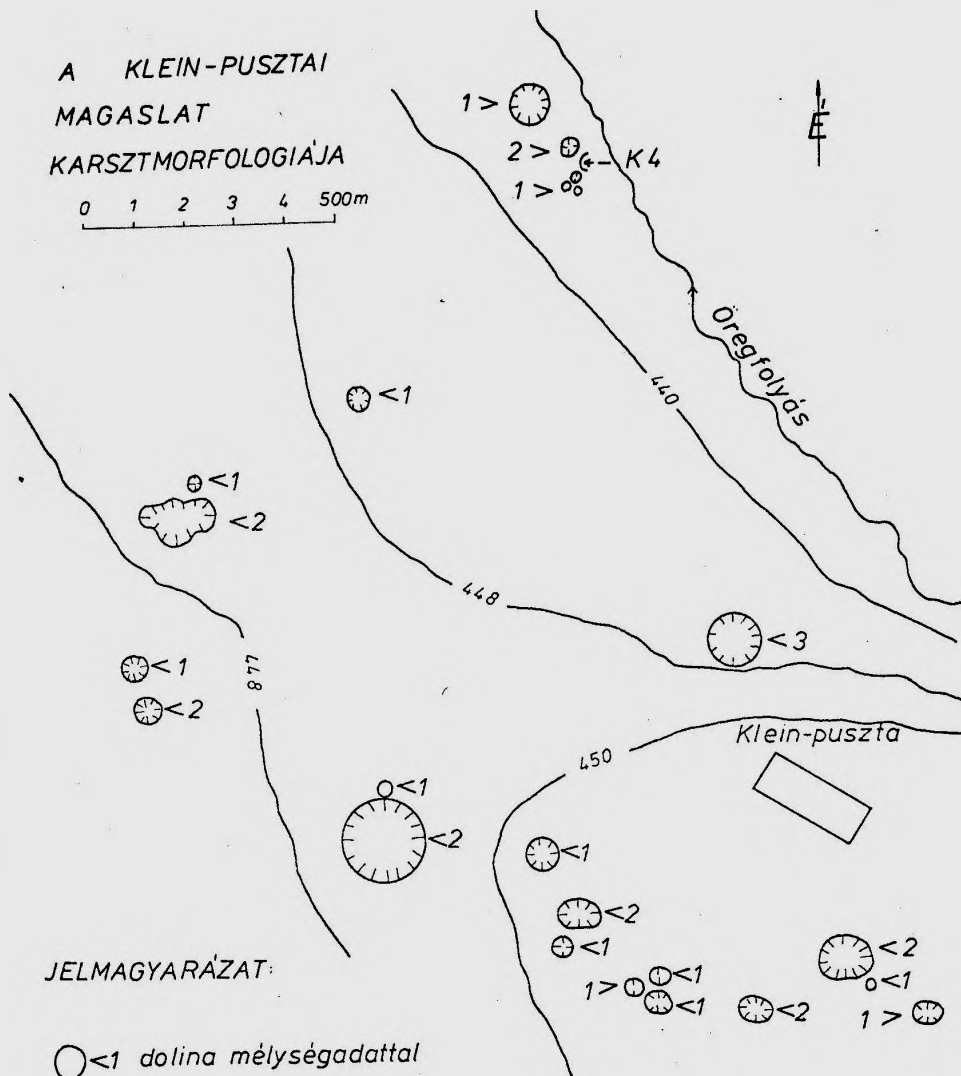 A KLEIN-PUSZTAI
MAGASLAT
KARSZTMORFOLOGIÁJA
0 1 2 3 4 500m
É
1 >
2 >
K4
1 >
Öregfolyás
440
<1
<1
<2
448
<3
<1
<2
448
Klein-puszta
450
<1
<2
<1
<2
<1
<2
<1
1 >
<1
<1
<2
<1
1 >
JELMAGYARÁZAT:
<1 dolina mélységadattal